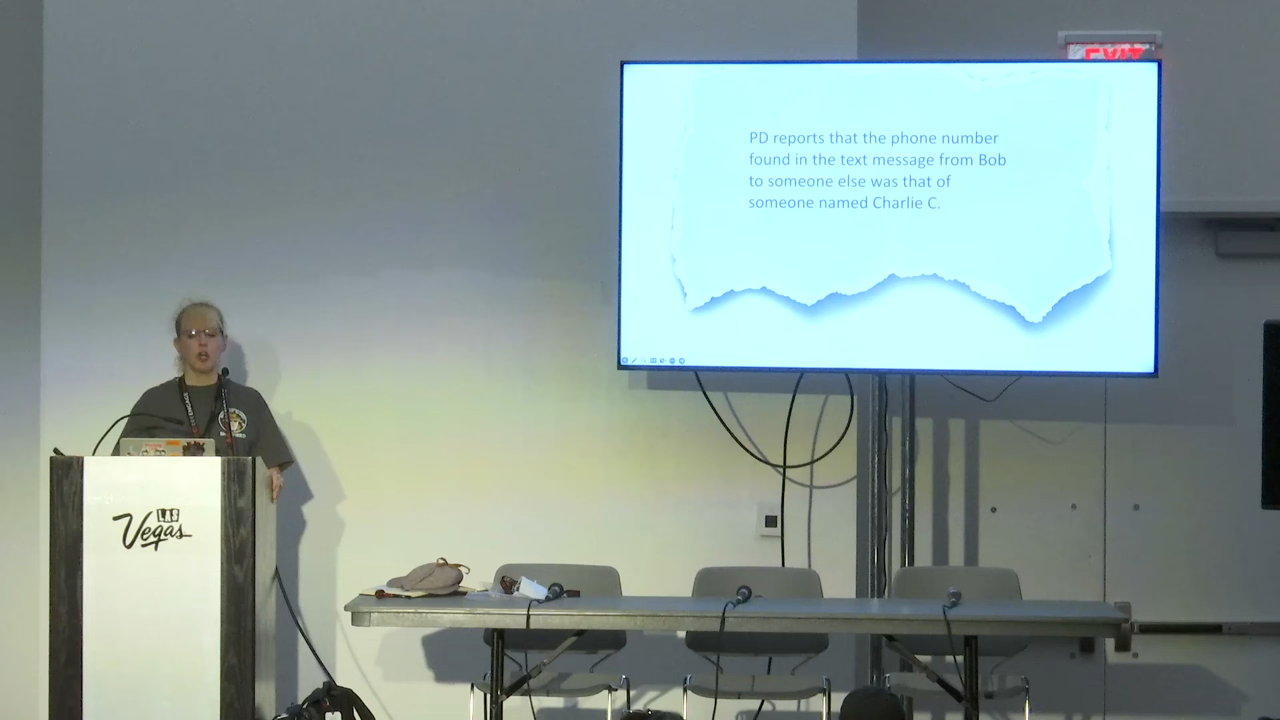 EXIT
PD reports that the phone number
found in the text message from Bob
to someone else was that of
someone named Charlie C.
LAS
Vegas